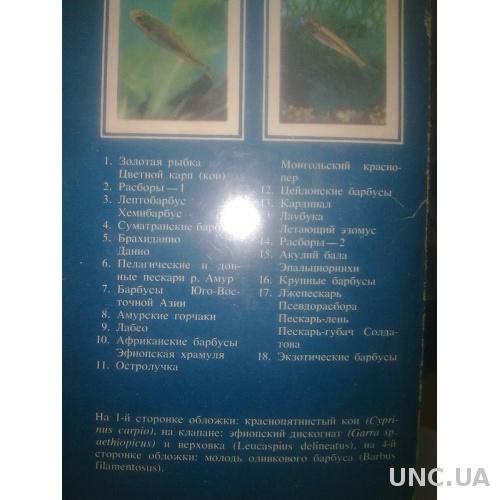 1. Золотая рыбка
Цветной карп (кои)
2. Расборы—1
3. Лептобарбус
Хемибарбус
4. Суматранские барбусы
5. Брахиданио
Данио
6. Пелагические и дон-
ные пескари р. Амур
7. Барбусы Юго-Вос-
точной Азии
8. Амурские горчаки
9. Лабео
10. Африканские барбусы
Эфиопская храмуля
11. Остролучка
Монгольский красно-
пер
12. Цейлонские барбусы
13. Кардинал
Лаубука
Летающий эзомус
14. Расборы—2
15. Акулий бала
Эпальциоринхи
16. Крупные барбусы
17. Лжепескарь
Псевдорасбора
Пескарь-лень
Пескарь-губач Солда-
това
18. Экзотические барбусы
На 1-й сторонке обложки: краснопятнистый кои (Cypri-
nus carpio), на клапане: эфиопский дискогнат (Garra sp.
aethiopicus) и верховка (Leucaspius delineatus), на 4-й
сторонке обложки: молодь оливкового барбуса (Barbus
filamentosus).
UNC.UA